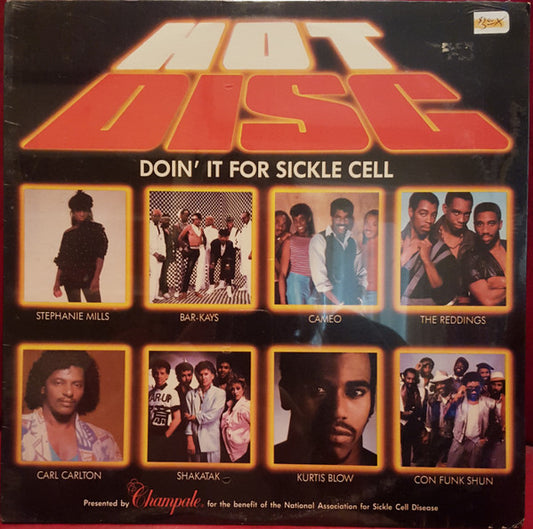 HOT
DISC
DOIN' IT FOR SICKLE CELL
STEPHANIE MILLS
BAR-KAYS
CAMEO
THE REDDINGS
CARL CARLTON
SHAKATAK
KURTIS BLOW
CON FUNK SHUN
Presented by Champale, for the benefit of the National Association for Sickle Cell Disease